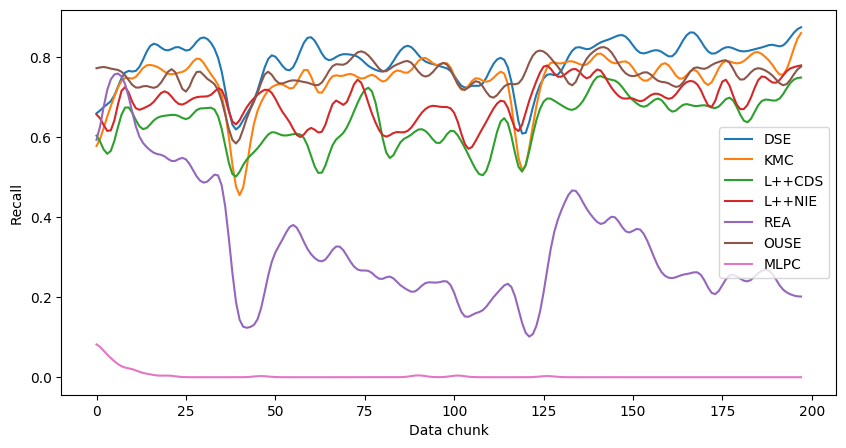 Recall
0.8
0.6
0.4
0.2
0.0
0
25
50
75
100
125
150
175
200
Data chunk
DSE
KMC
L++CDS
L++NIE
REA
OUSE
MLPC